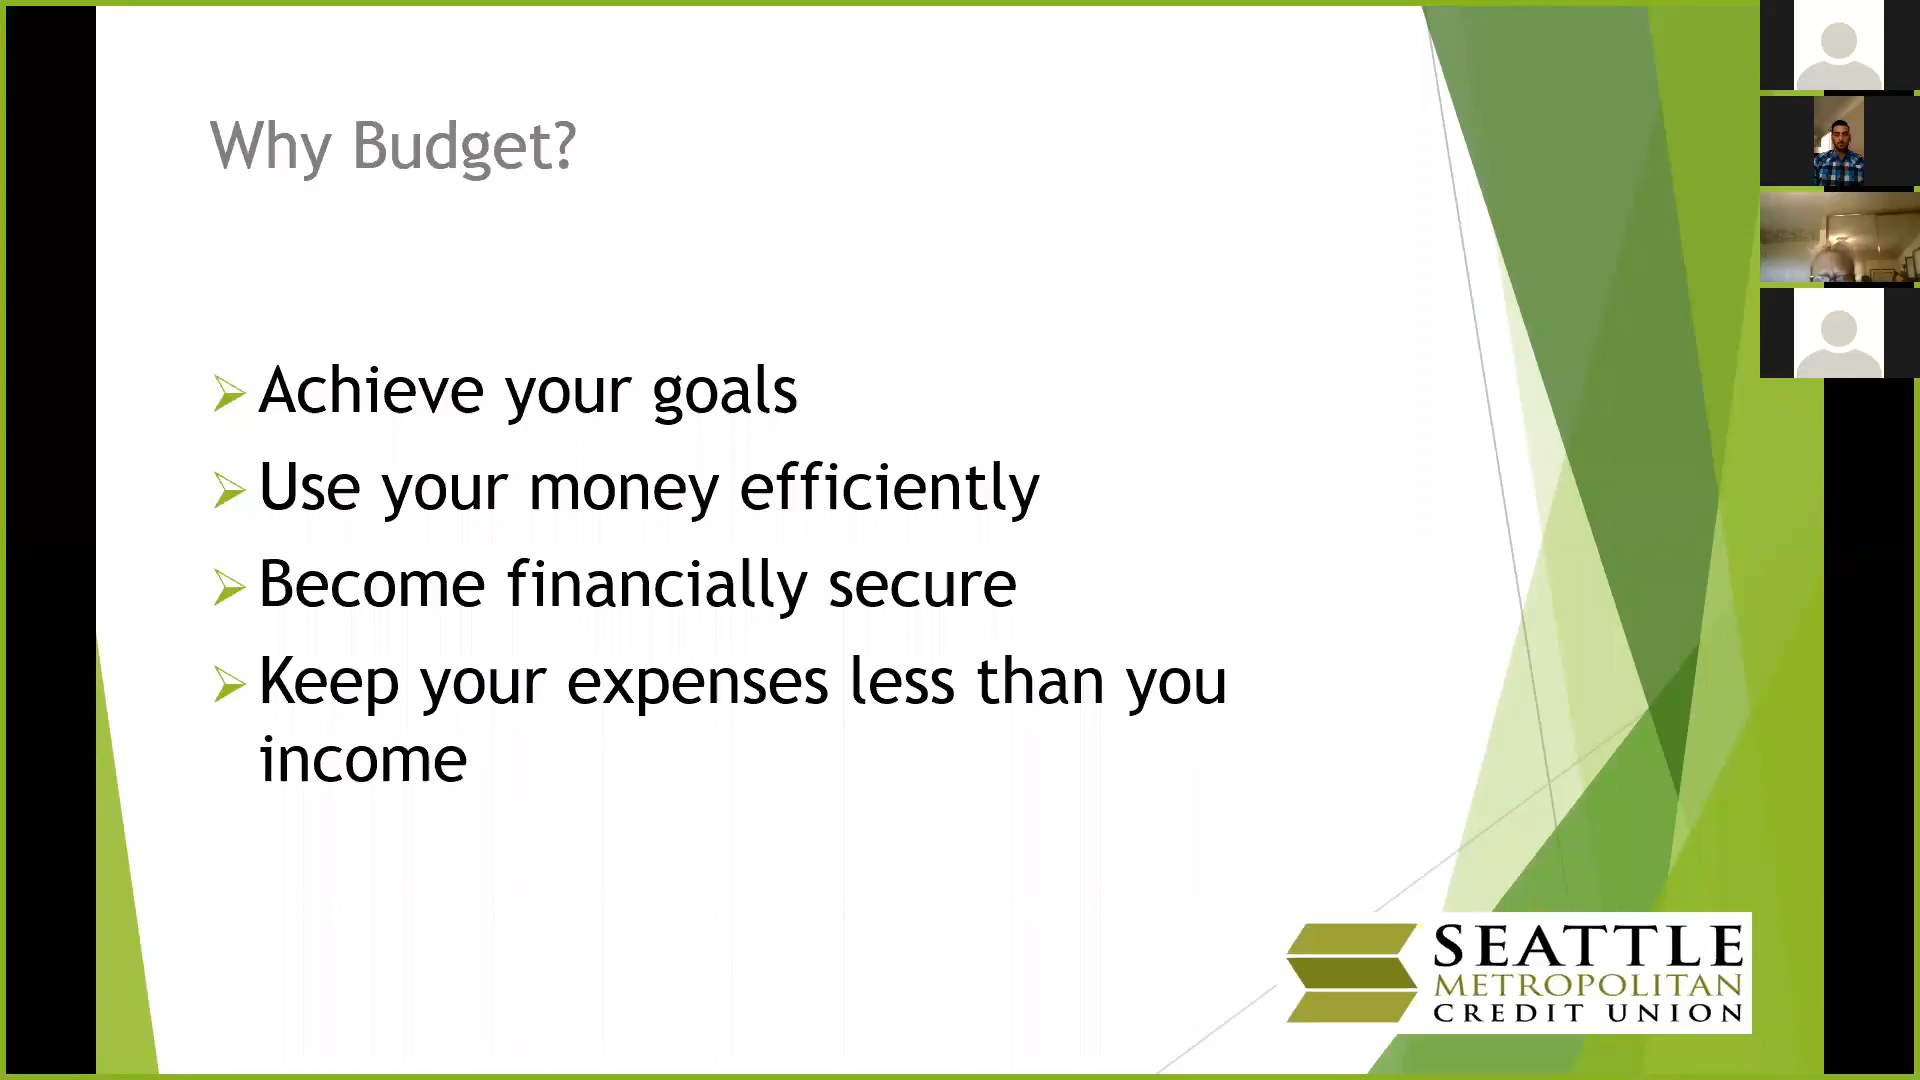 Why Budget?
Achieve your goals
Use your money efficiently
Become financially secure
Keep your expenses less than you
income
SEATTLE
METROPOLITAN
CREDIT UNION